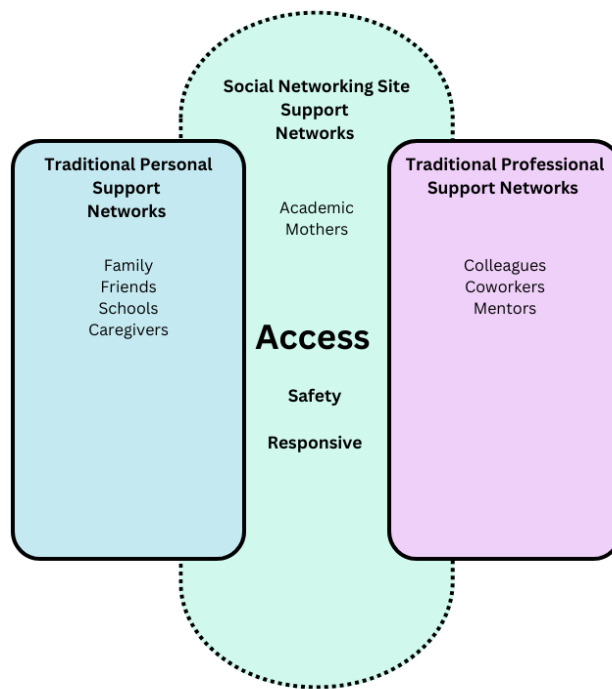 Social Networking Site
Support
Networks
Traditional Personal
Support
Networks
Traditional Professional
Support Networks
Academic
Mothers
Family
Friends
Schools
Caregivers
Colleagues
Coworkers
Mentors
Access
Safety
Responsive